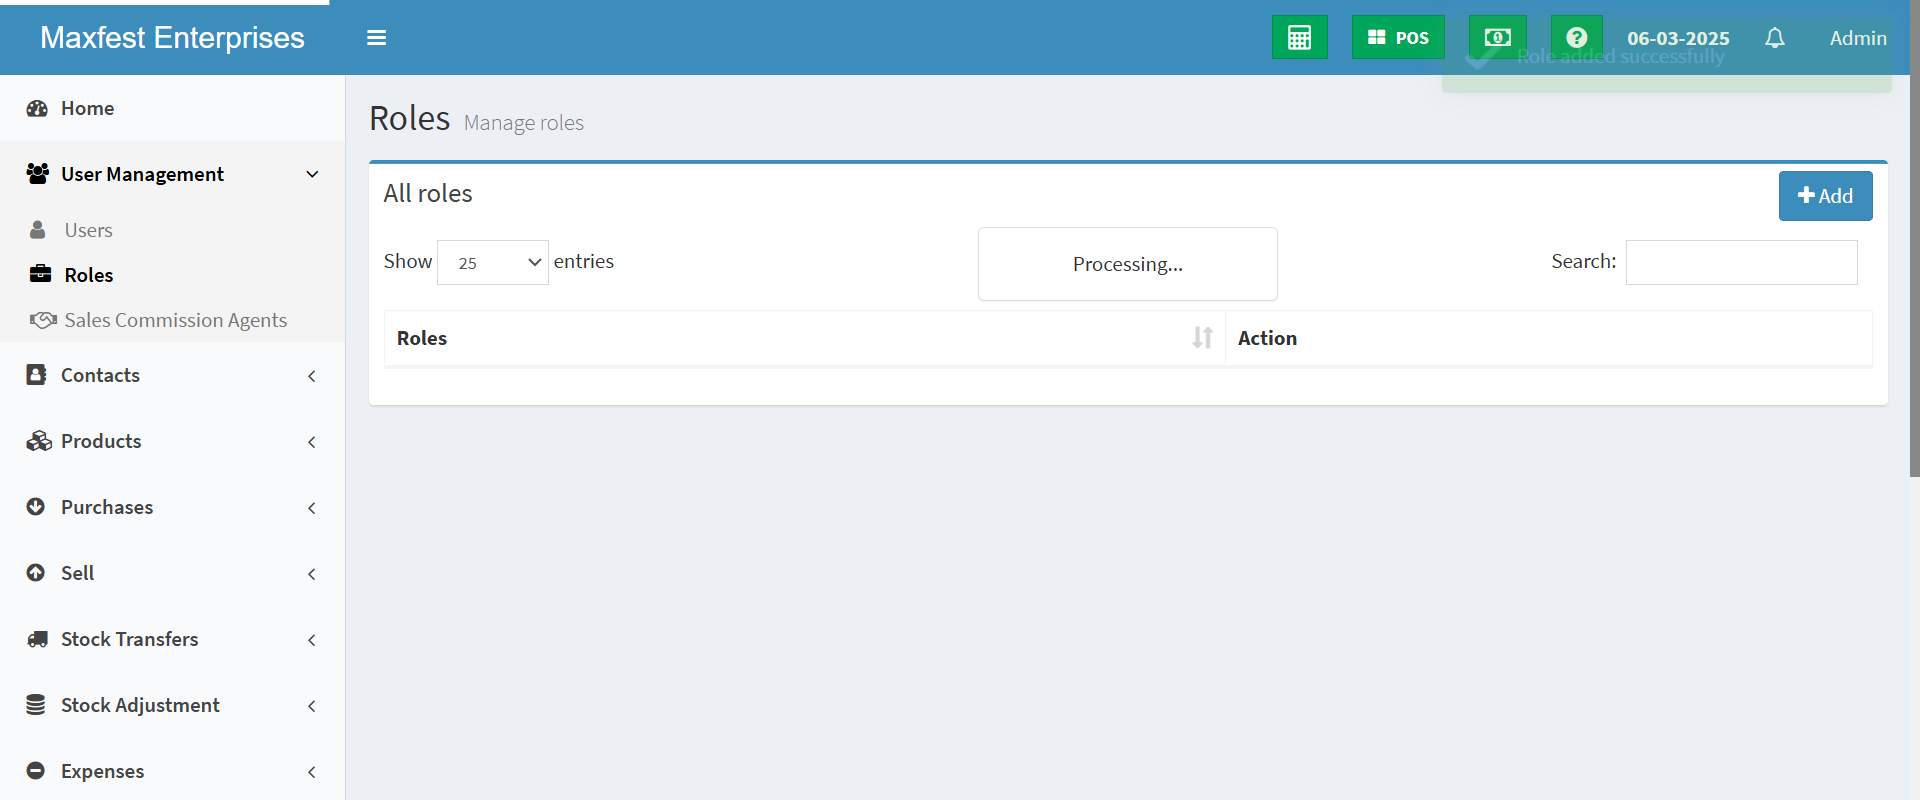 Maxfest Enterprises
POS
06-03-2025
Admin
Role added successfully
Home
User Management
Users
Roles
Sales Commission Agents
Contacts
Products
Purchases
Sell
Stock Transfers
Stock Adjustment
Expenses
Roles Manage roles
All roles
Add
Show 25 entries
Processing...
Search:
Roles
Action